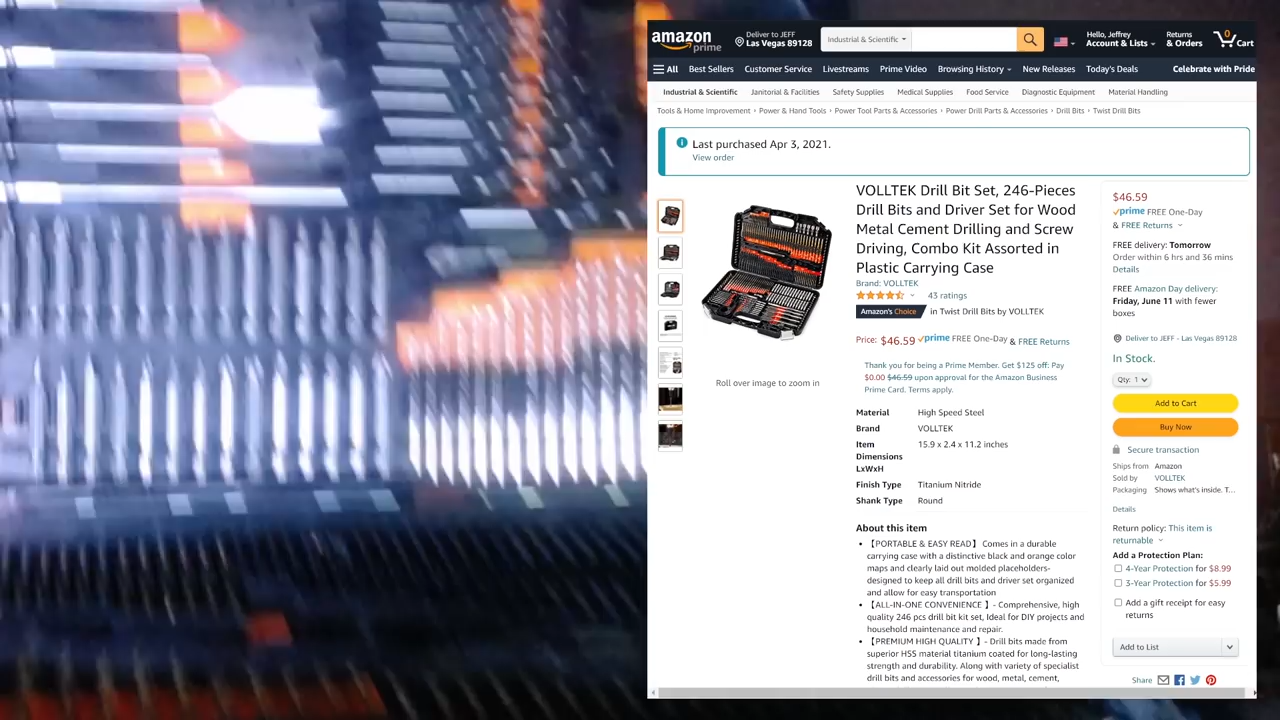 amazon
prime
Deliver to JEFF
Las Vegas 89128
Industrial & Scientific
Hello, Jeffrey
Account & Lists
Returns
& Orders
0
Cart
All
Best Sellers
Customer Service
Livestreams
Prime Video
Browsing History
New Releases
Today's Deals
Celebrate with Pride
Industrial & Scientific
Janitorial & Facilities
Safety Supplies
Medical Supplies
Food Service
Diagnostic Equipment
Material Handling
Tools & Home Improvement › Power & Hand Tools › Power Tool Parts & Accessories › Power Drill Parts & Accessories › Drill Bits › Twist Drill Bits
Last purchased Apr 3, 2021.
View order
Roll over image to zoom in
VOLLTEK Drill Bit Set, 246-Pieces
Drill Bits and Driver Set for Wood
Metal Cement Drilling and Screw
Driving, Combo Kit Assorted in
Plastic Carrying Case
Brand: VOLLTEK
43 ratings
Amazon's Choice in Twist Drill Bits by VOLLTEK
Price: $46.59 prime FREE One-Day & FREE Returns
Thank you for being a Prime Member. Get $125 off: Pay
$0.00 $46.59 upon approval for the Amazon Business
Prime Card. Terms apply.
Material High Speed Steel
Brand VOLLTEK
Item 15.9 x 2.4 x 11.2 inches
Dimensions
LxWxH
Finish Type Titanium Nitride
Shank Type Round
About this item
• 【PORTABLE & EASY READ】 Comes in a durable
carrying case with a distinctive black and orange color
maps and clearly laid out molded placeholders-
designed to keep all drill bits and driver set organized
and allow for easy transportation
• 【ALL-IN-ONE CONVENIENCE 】- Comprehensive, high
quality 246 pcs drill bit kit set, Ideal for DIY projects and
household maintenance and repair.
• 【PREMIUM HIGH QUALITY 】- Drill bits made from
superior HSS material titanium coated for long-lasting
strength and durability. Along with variety of specialist
drill bits and accessories for wood, metal, cement,
$46.59
prime FREE One-Day
& FREE Returns
FREE delivery: Tomorrow
Order within 6 hrs and 36 mins
Details
FREE Amazon Day delivery:
Friday, June 11 with fewer
boxes
Deliver to JEFF - Las Vegas 89128
In Stock.
Qty: 1
Add to Cart
Buy Now
Secure transaction
Ships from Amazon
Sold by VOLLTEK
Packaging Shows what's inside. T...
Details
Return policy: This item is
returnable
Add a Protection Plan:
4-Year Protection for $8.99
3-Year Protection for $5.99
Add a gift receipt for easy
returns
Add to List
Share